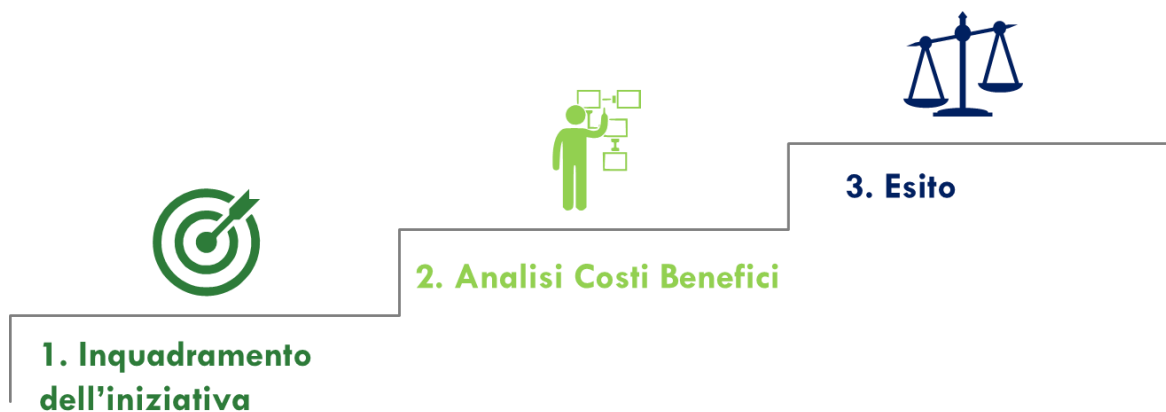 1. Inquadramento
dell’iniziativa
2. Analisi Costi Benefici
3. Esito